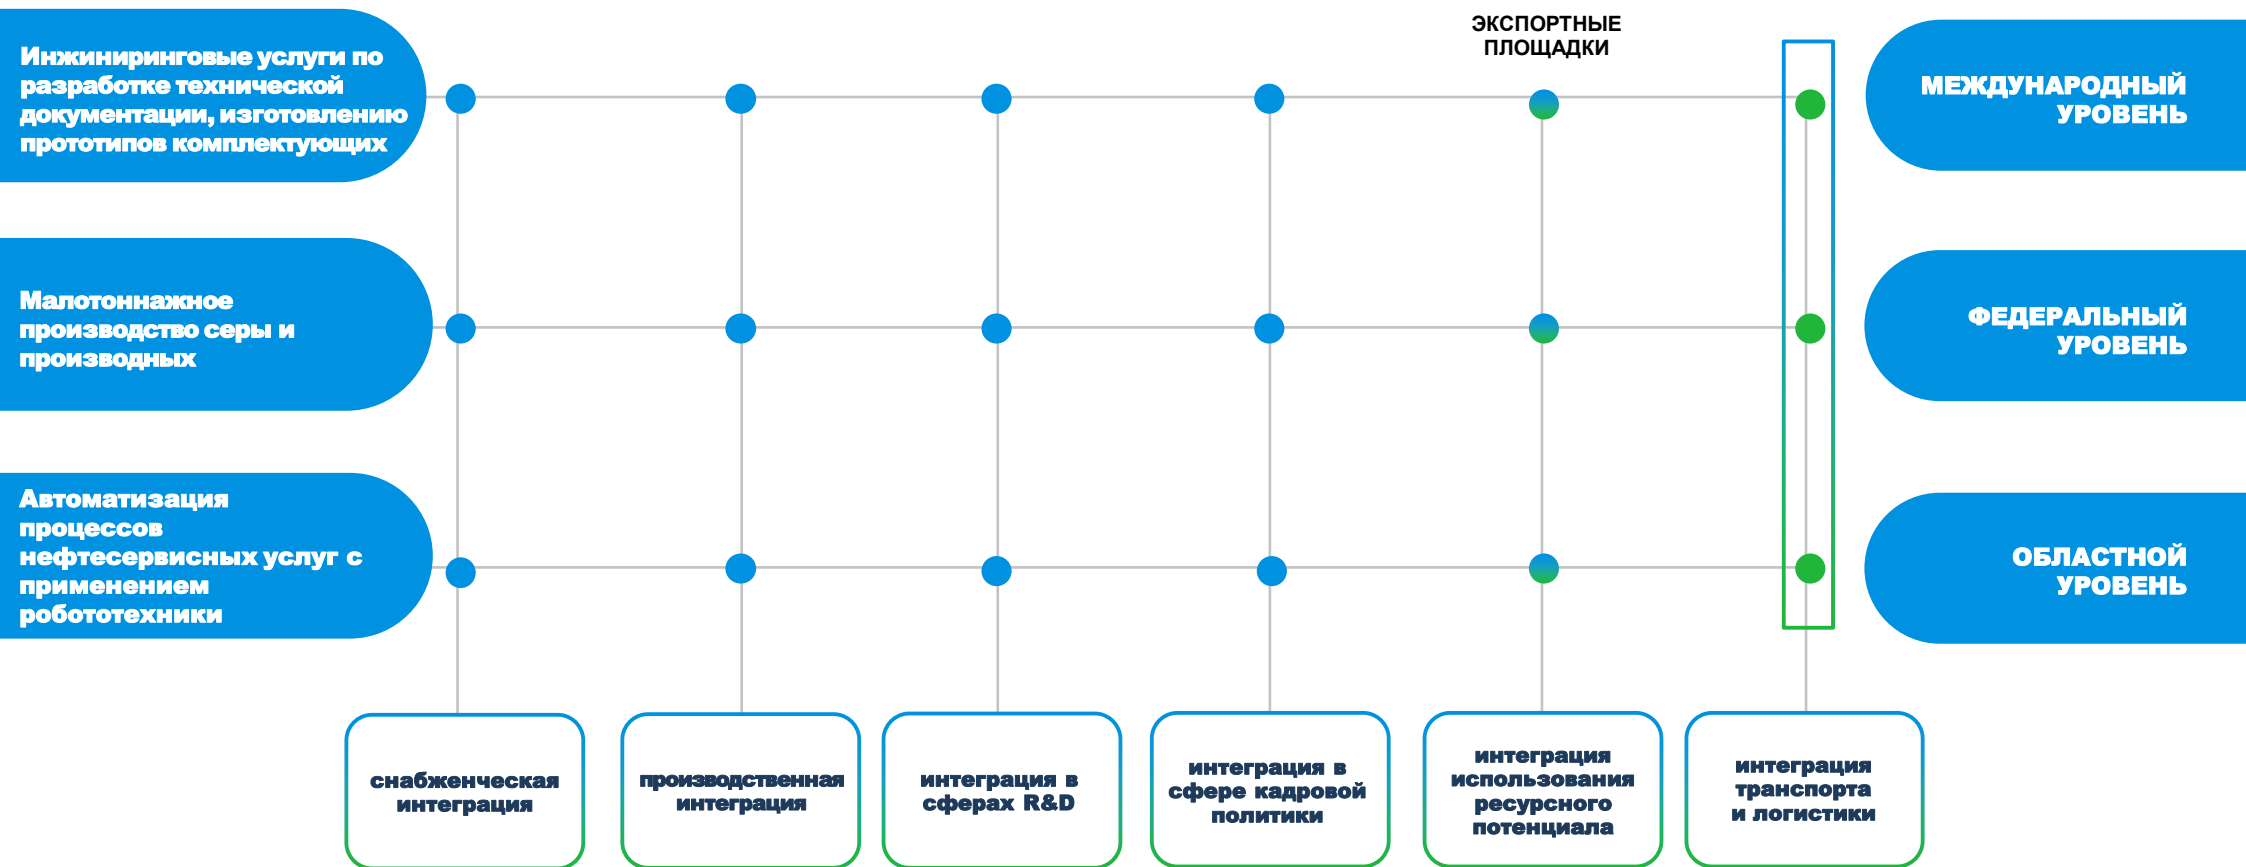 ЭКСПОРТНЫЕ
ПЛОЩАДКИ
Инжиниринговые услуги по
разработке технической
документации, изготовлению
прототипов комплектующих
МЕЖДУНАРОДНЫЙ
УРОВЕНЬ
Малотоннажное
производство серы и
производных
ФЕДЕРАЛЬНЫЙ
УРОВЕНЬ
Автоматизация
процессов
нефтесервисных услуг с
применением
робототехники
ОБЛАСТНОЙ
УРОВЕНЬ
снабженческая
интеграция
производственная
интеграция
интеграция в
сферах R&D
интеграция в
сфере кадровой
политики
интеграция
использования
ресурсного
потенциала
интеграция
транспорта
и логистики